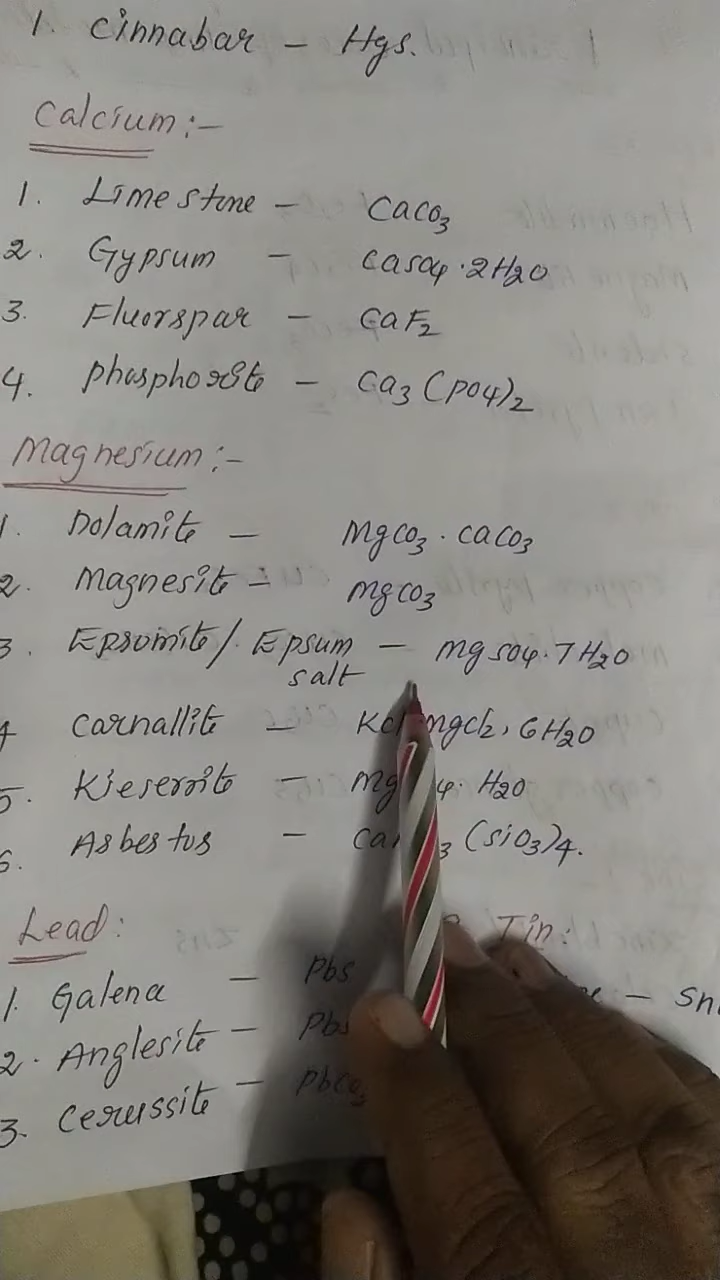 1. Cinnabar – Hgs.
Calcium :–
1. Limestone – CaCO3
2. Gypsum – CaSO4 · 2H2O
3. Fluorspar – CaF2
4. Phosphorite – Ca3 (PO4)2
Magnesium :–
1. Dolamite – MgCO3 · CaCO3
2. Magnesite – MgCO3
3. Epsomite / Epsum – MgSO4 · 7H2O
salt
4 Carnallite – KCl MgCl2, 6H2O
5. Kieserite – Mg 4· H2O
6. Asbestus – Ca 3 (SiO3)4.
Lead: Tin:
1. Galena – Pbs – Sn
2. Anglesite – Pbs
3. Cerussite – PbCO3